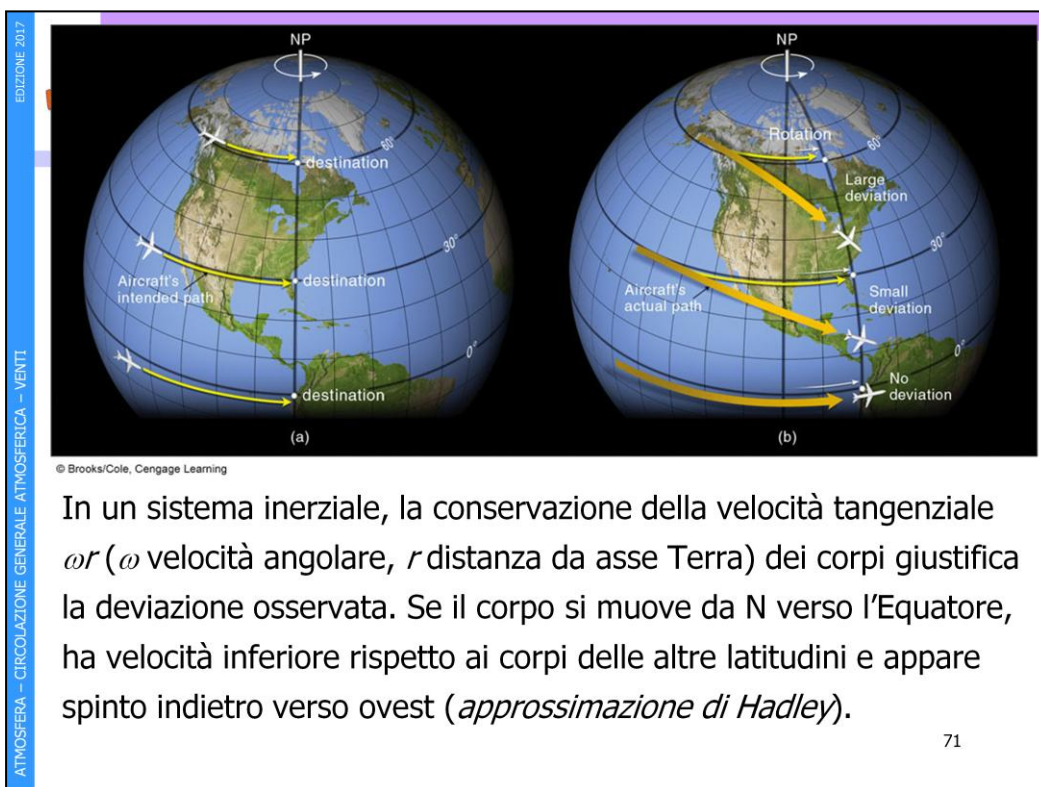 EDIZIONE 2017
ATMOSFERA – CIRCOLAZIONE GENERALE ATMOSFERICA – VENTI
NP
60°
destination
30°
Aircraft's
intended path
destination
0°
destination
(a)
NP
Rotation
60°
Large
deviation
30°
Aircraft's
actual path
Small
deviation
0°
No
deviation
(b)
© Brooks/Cole, Cengage Learning
In un sistema inerziale, la conservazione della velocità tangenziale
ωr (ω velocità angolare, r distanza da asse Terra) dei corpi giustifica
la deviazione osservata. Se il corpo si muove da N verso l'Equatore,
ha velocità inferiore rispetto ai corpi delle altre latitudini e appare
spinto indietro verso ovest (approssimazione di Hadley).
71